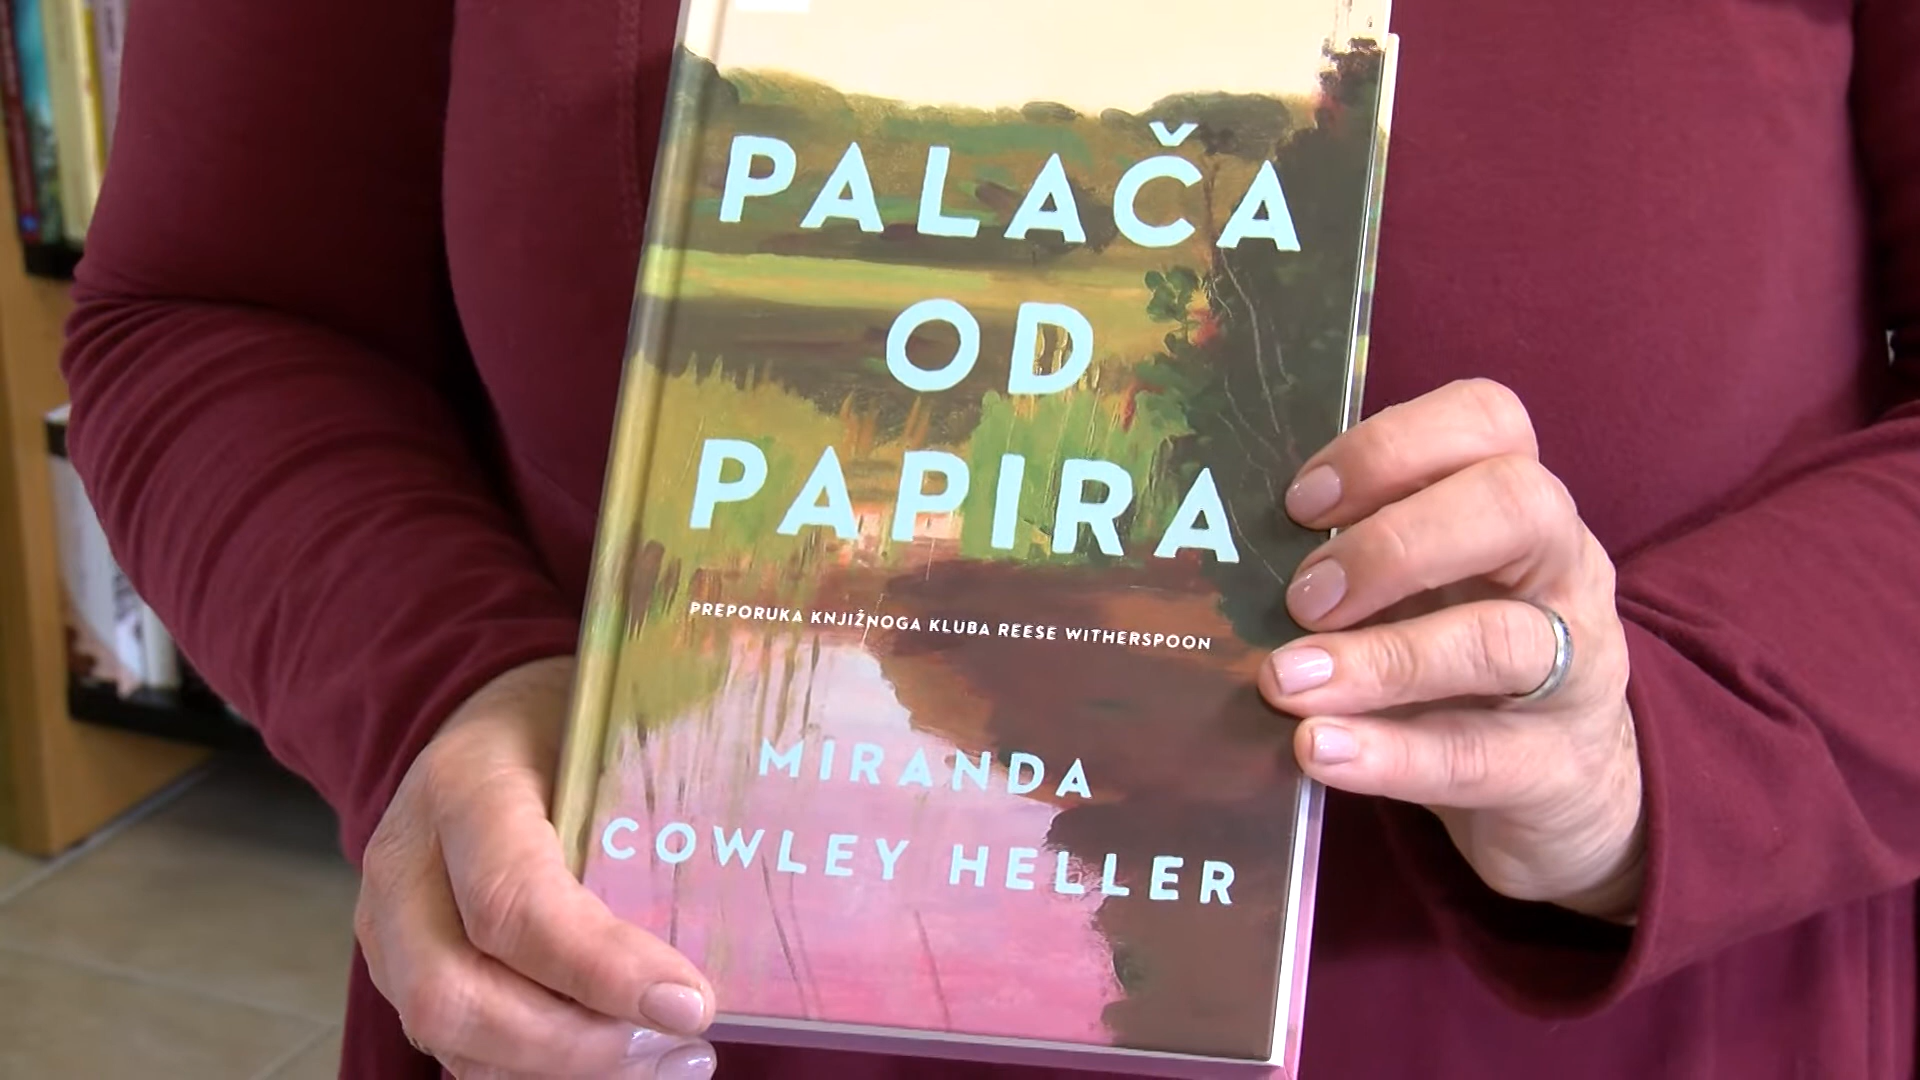 PALAČA
OD
PAPIRA
PREPORUKA KNJIŽNOGA KLUBA REESE WITHERSPOON
MIRANDA
COWLEY HELLER